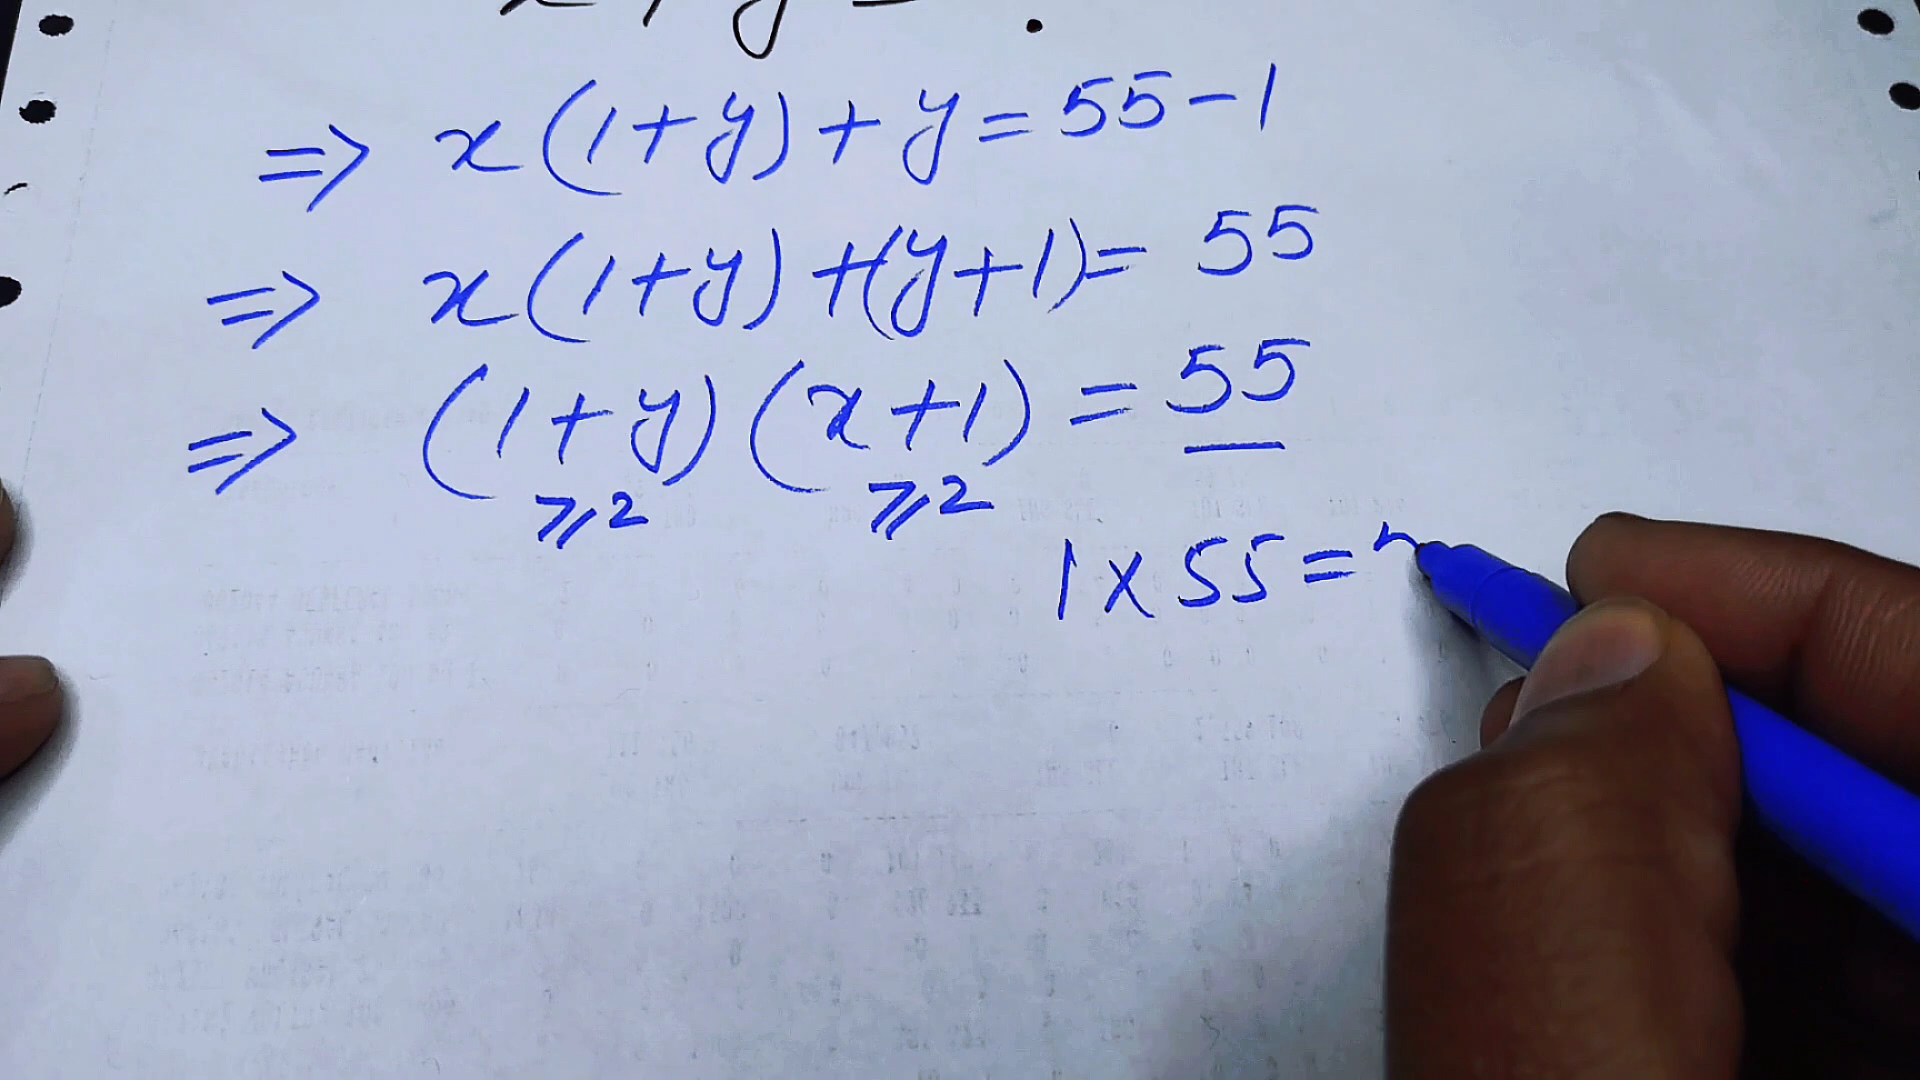 x + y =
=> x(1+y) + y = 55 - 1
=> x(1+y) + (y+1) = 55
=> (1+y)(x+1) = 55
⩾2 ⩾2
1 × 55 =